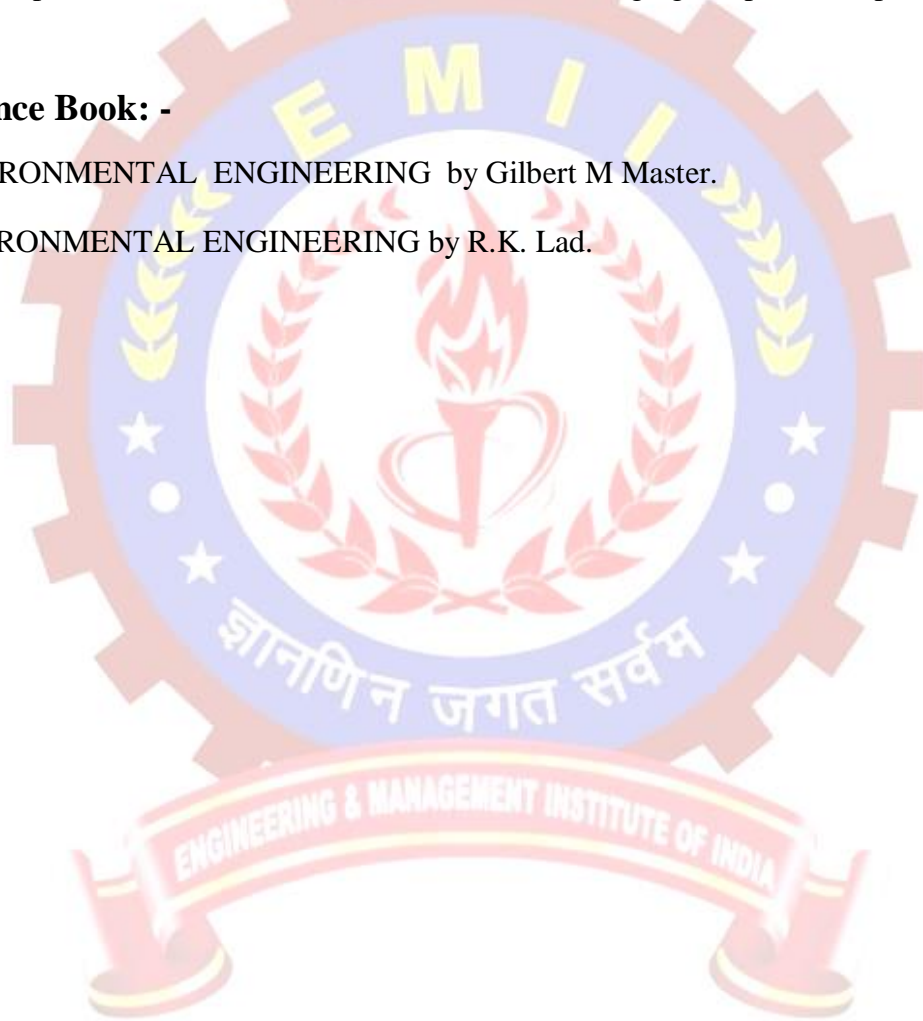 E M I I
nce Book: -
RONMENTAL ENGINEERING by Gilbert M Master.
RONMENTAL ENGINEERING by R.K. Lad.
ज्ञानणिन जगत सर्वम
ENGINEERING & MANAGEMENT INSTITUTE OF INDIA